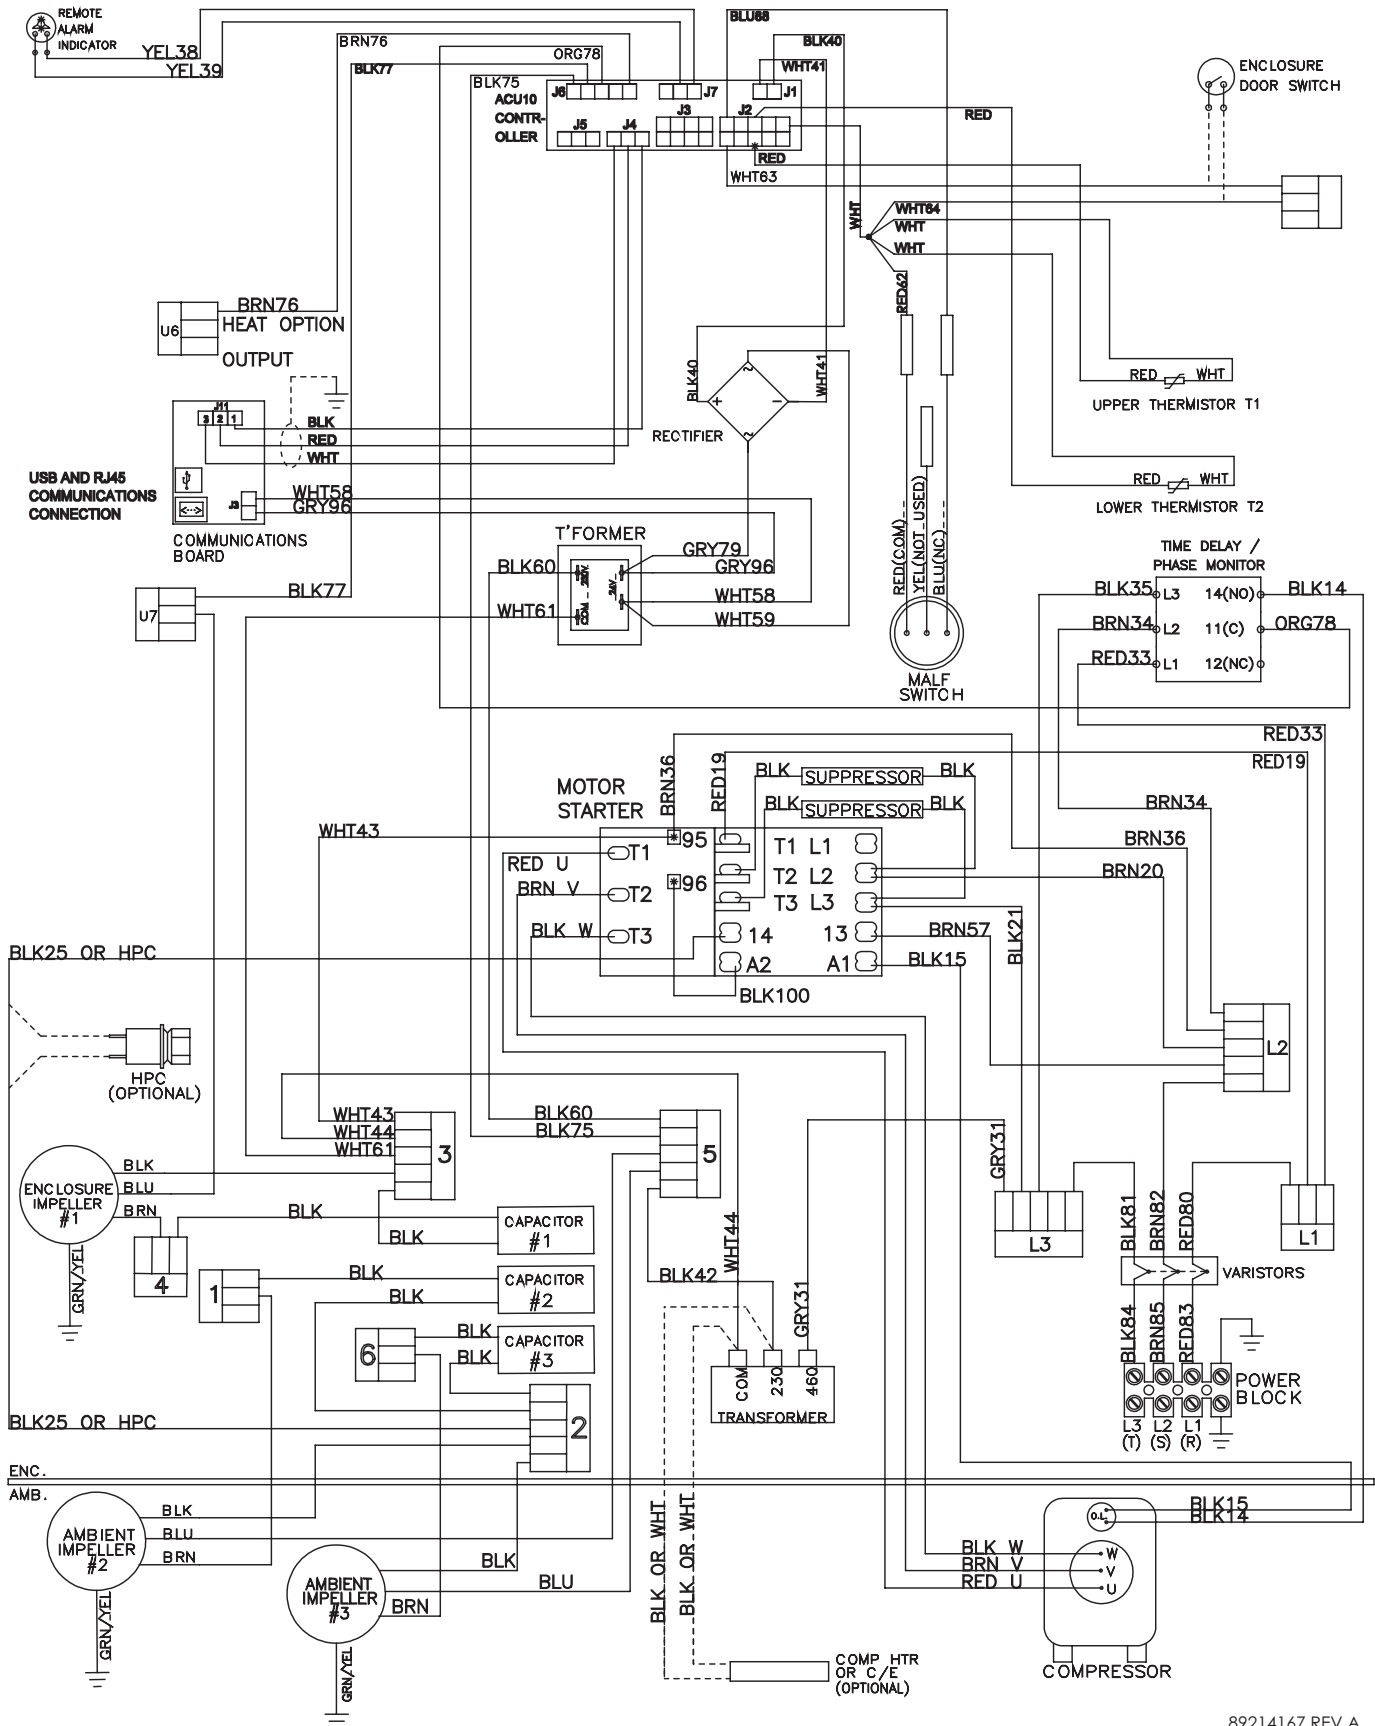 REMOTE
ALARM
INDICATOR
YEL38
YEL39
BRN76
BLK77
ORG78
BLK75
J6
ACU10
CONTR-
OLLER
J5
J4
J7
J3
J2
J1
BLU68
BLK40
WHT41
RED
RED
WHT63
ENCLOSURE
DOOR SWITCH
WHT
WHT64
WHT
WHT
RED62
BRN76
U6
HEAT OPTION
OUTPUT
BLK40
WHT41
~
+
-
~
RECTIFIER
RED
WHT
UPPER THERMISTOR T1
RED
WHT
LOWER THERMISTOR T2
J11
3 2 1
BLK
RED
WHT
USB AND RJ45
COMMUNICATIONS
CONNECTION
J3
WHT58
GRY96
COMMUNICATIONS
BOARD
<--->
T'FORMER
BLK60
WHT61
COM
230V
24V
GRY79
GRY96
WHT58
WHT59
BLK77
U7
RED(COM)
YEL(NOT USED)
BLU(NC)
MALF
SWITCH
TIME DELAY /
PHASE MONITOR
BLK35
L3
14(NO)
BLK14
BRN34
L2
11(C)
ORG78
RED33
L1
12(NC)
RED33
RED19
BRN34
BRN36
BRN20
MOTOR
STARTER
BRN36
RED19
BLK
SUPPRESSOR
BLK
BLK
SUPPRESSOR
BLK
WHT43
RED U
BRN V
BLK W
T1
T2
T3
95
96
T1 L1
T2 L2
T3 L3
14
13
A2
A1
BRN57
BLK15
BLK21
BLK100
BLK25 OR HPC
HPC
(OPTIONAL)
L2
WHT43
WHT44
WHT61
3
BLK60
BLK75
5
GRY31
ENCLOSURE
IMPELLER
#1
BLK
BLU
BRN
GRN/YEL
4
BLK
BLK
CAPACITOR
#1
1
BLK
BLK
CAPACITOR
#2
6
BLK
BLK
CAPACITOR
#3
2
WHT44
BLK42
GRY31
COM
230
460
TRANSFORMER
L3
L1
BLK81
BRN82
RED80
VARISTORS
BLK84
BRN85
RED83
POWER
BLOCK
L3
(T)
L2
(S)
L1
(R)
BLK25 OR HPC
ENC.
AMB.
AMBIENT
IMPELLER
#2
BLK
BLU
BRN
GRN/YEL
AMBIENT
IMPELLER
#3
BLK
BLU
BRN
GRN/YEL
BLK OR WHT
BLK OR WHT
COMP HTR
OR C/E
(OPTIONAL)
BLK15
BLK14
O.L.
BLK W
BRN V
RED U
W
V
U
COMPRESSOR
89214167 REV A